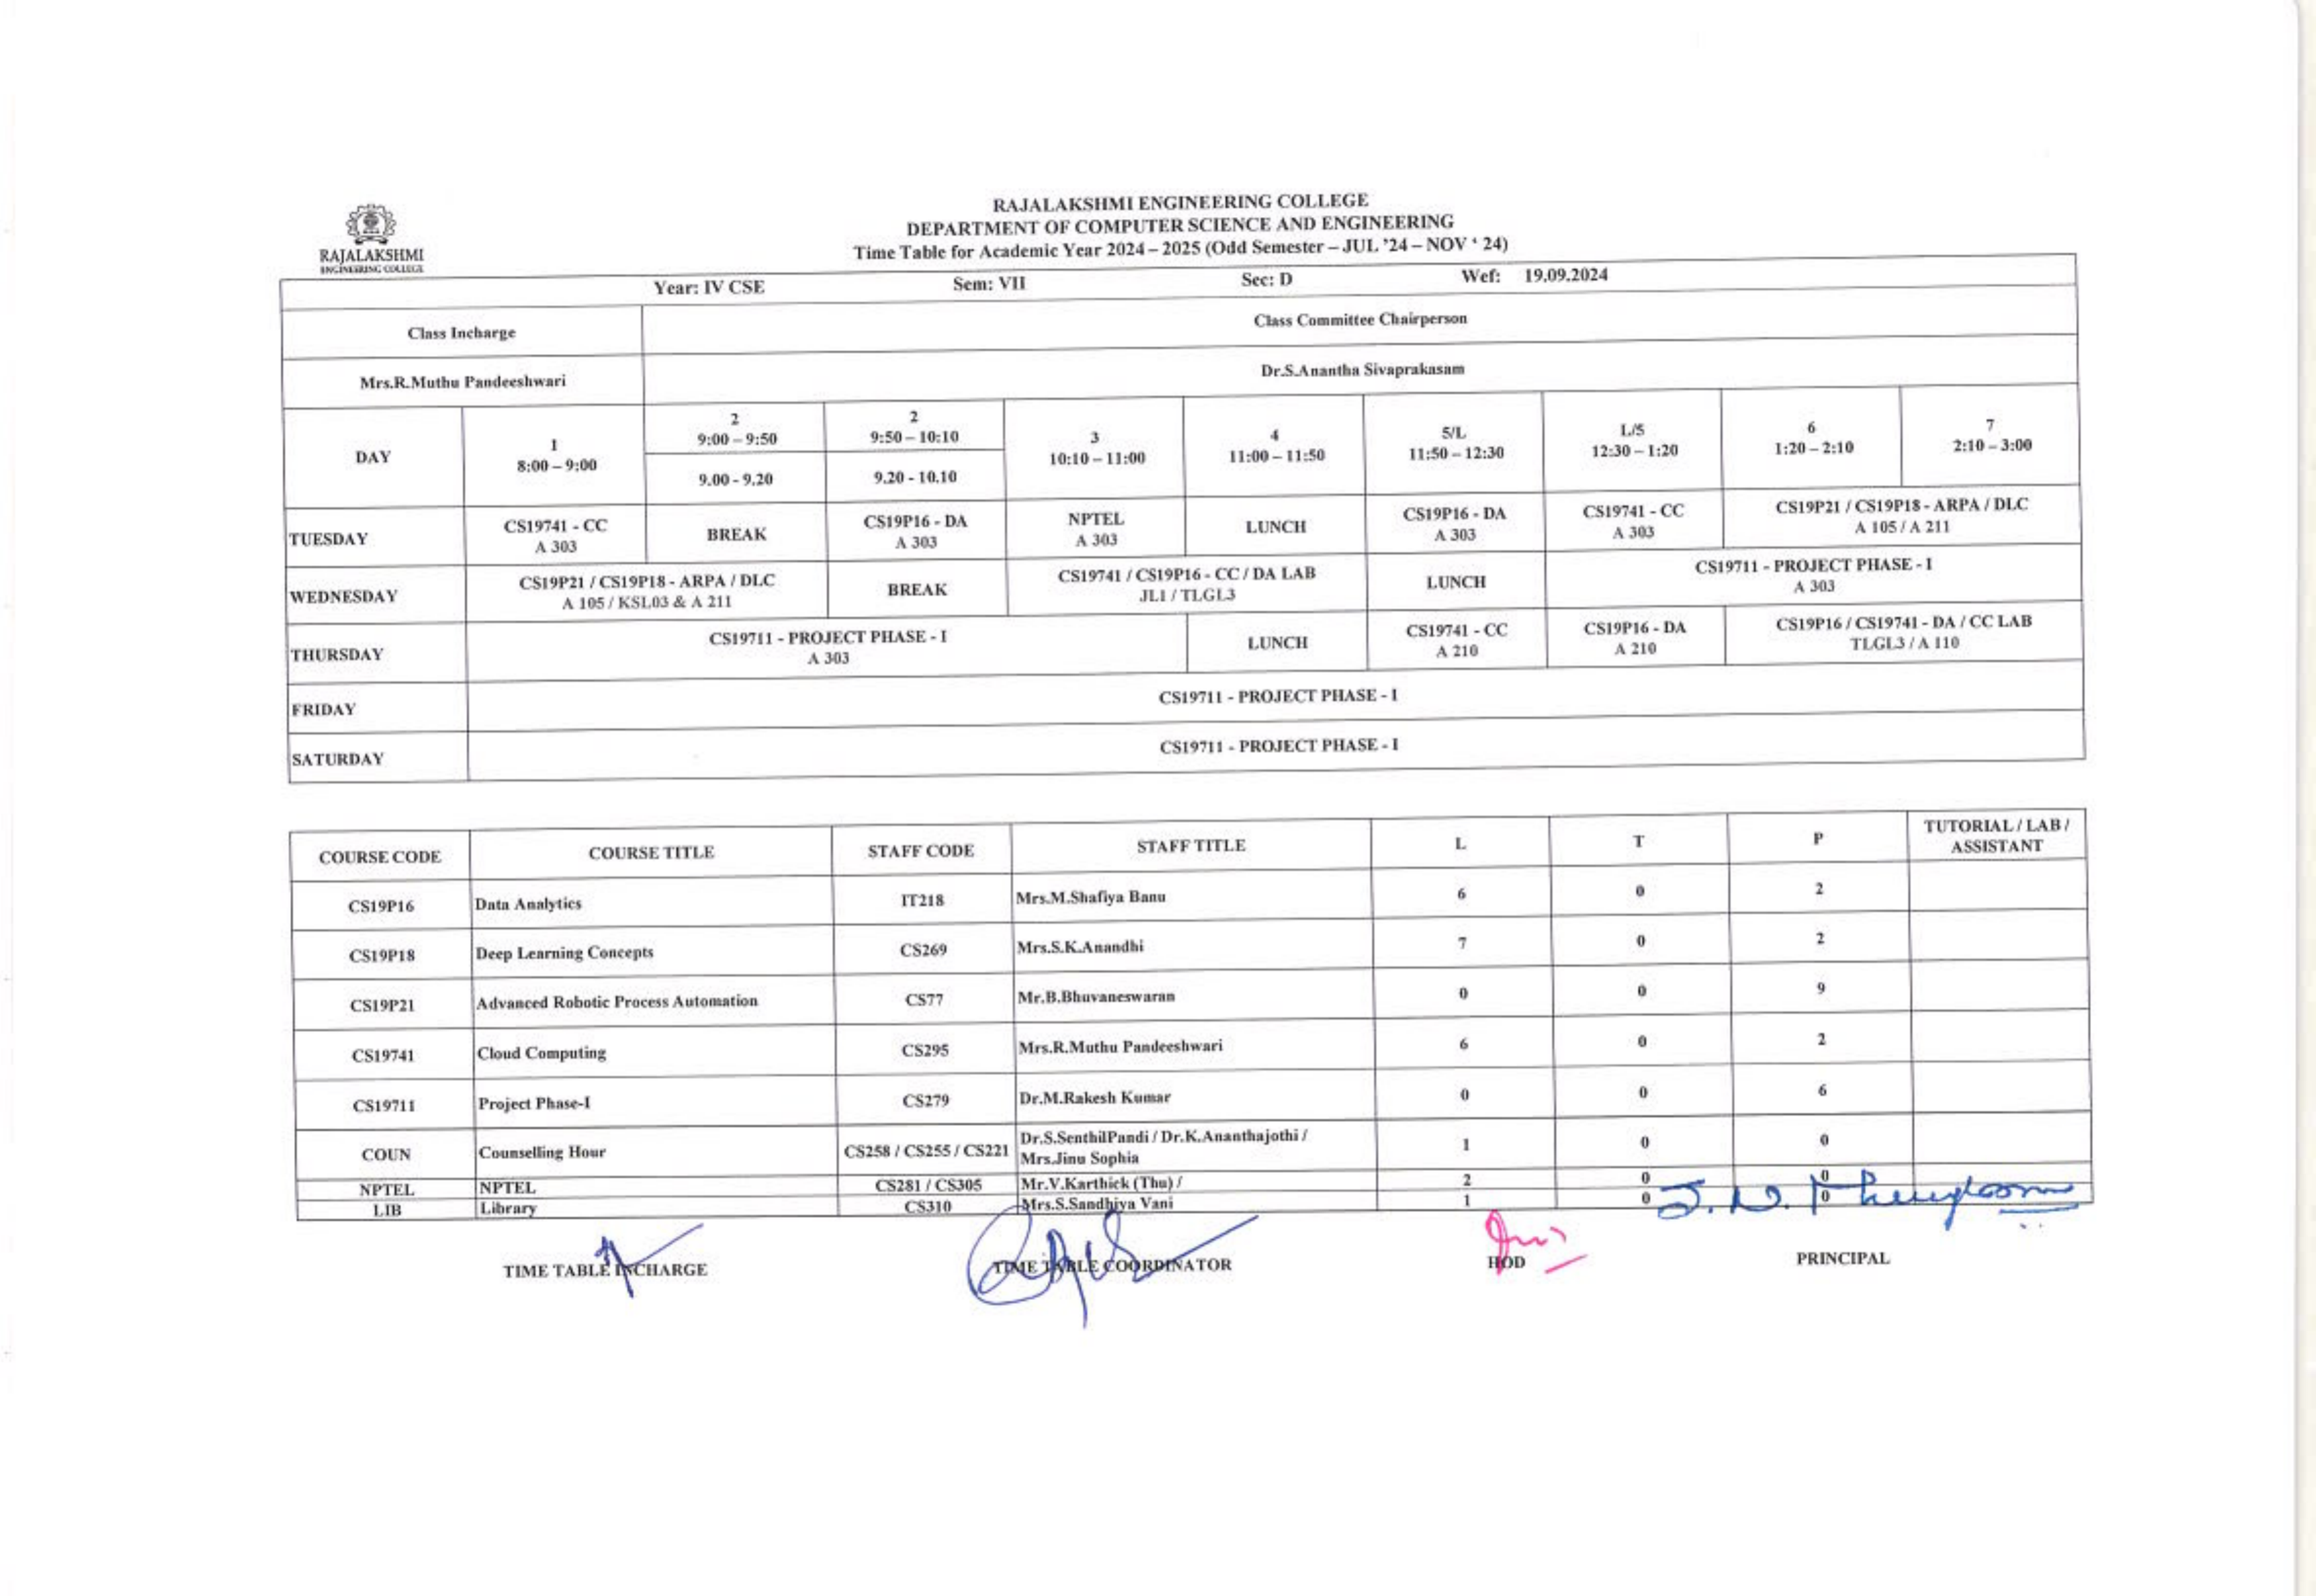 RAJALAKSHMI
ENGINEERING COLLEGE
RAJALAKSHMI ENGINEERING COLLEGE
DEPARTMENT OF COMPUTER SCIENCE AND ENGINEERING
Time Table for Academic Year 2024 – 2025 (Odd Semester – JUL '24 – NOV ' 24)
Year: IV CSE Sem: VII Sec: D Wef: 19.09.2024
Class Incharge Class Committee Chairperson
Mrs.R.Muthu Pandeeshwari Dr.S.Anantha Sivaprakasam
DAY
1
8:00 – 9:00
2
9:00 – 9:50
9.00 - 9.20
2
9:50 – 10:10
9.20 - 10.10
3
10:10 – 11:00
4
11:00 – 11:50
5/L
11:50 – 12:30
L/5
12:30 – 1:20
6
1:20 – 2:10
7
2:10 – 3:00
TUESDAY
CS19741 - CC
A 303
BREAK
CS19P16 - DA
A 303
NPTEL
A 303
LUNCH
CS19P16 - DA
A 303
CS19741 - CC
A 303
CS19P21 / CS19P18 - ARPA / DLC
A 105 / A 211
WEDNESDAY
CS19P21 / CS19P18 - ARPA / DLC
A 105 / KSL03 & A 211
BREAK
CS19741 / CS19P16 - CC / DA LAB
JL1 / TLGL3
LUNCH
CS19711 - PROJECT PHASE - I
A 303
THURSDAY
CS19711 - PROJECT PHASE - I
A 303
LUNCH
CS19741 - CC
A 210
CS19P16 - DA
A 210
CS19P16 / CS19741 - DA / CC LAB
TLGL3 / A 110
FRIDAY
CS19711 - PROJECT PHASE - I
SATURDAY
CS19711 - PROJECT PHASE - I
COURSE CODE COURSE TITLE STAFF CODE STAFF TITLE L T P TUTORIAL / LAB /
ASSISTANT
CS19P16 Data Analytics IT218 Mrs.M.Shafiya Banu 6 0 2
CS19P18 Deep Learning Concepts CS269 Mrs.S.K.Anandhi 7 0 2
CS19P21 Advanced Robotic Process Automation CS77 Mr.B.Bhuvaneswaran 0 0 9
CS19741 Cloud Computing CS295 Mrs.R.Muthu Pandeeshwari 6 0 2
CS19711 Project Phase-I CS279 Dr.M.Rakesh Kumar 0 0 6
COUN Counselling Hour CS258 / CS255 / CS221 Dr.S.SenthilPandi / Dr.K.Ananthajothi /
Mrs.Jinu Sophia 1 0 0
NPTEL NPTEL CS281 / CS305 Mr.V.Karthick (Thu) / 2 0 0
LIB Library CS310 Mrs.S.Sandhiya Vani 1 0 0
TIME TABLE INCHARGE TIME TABLE COORDINATOR HOD PRINCIPAL